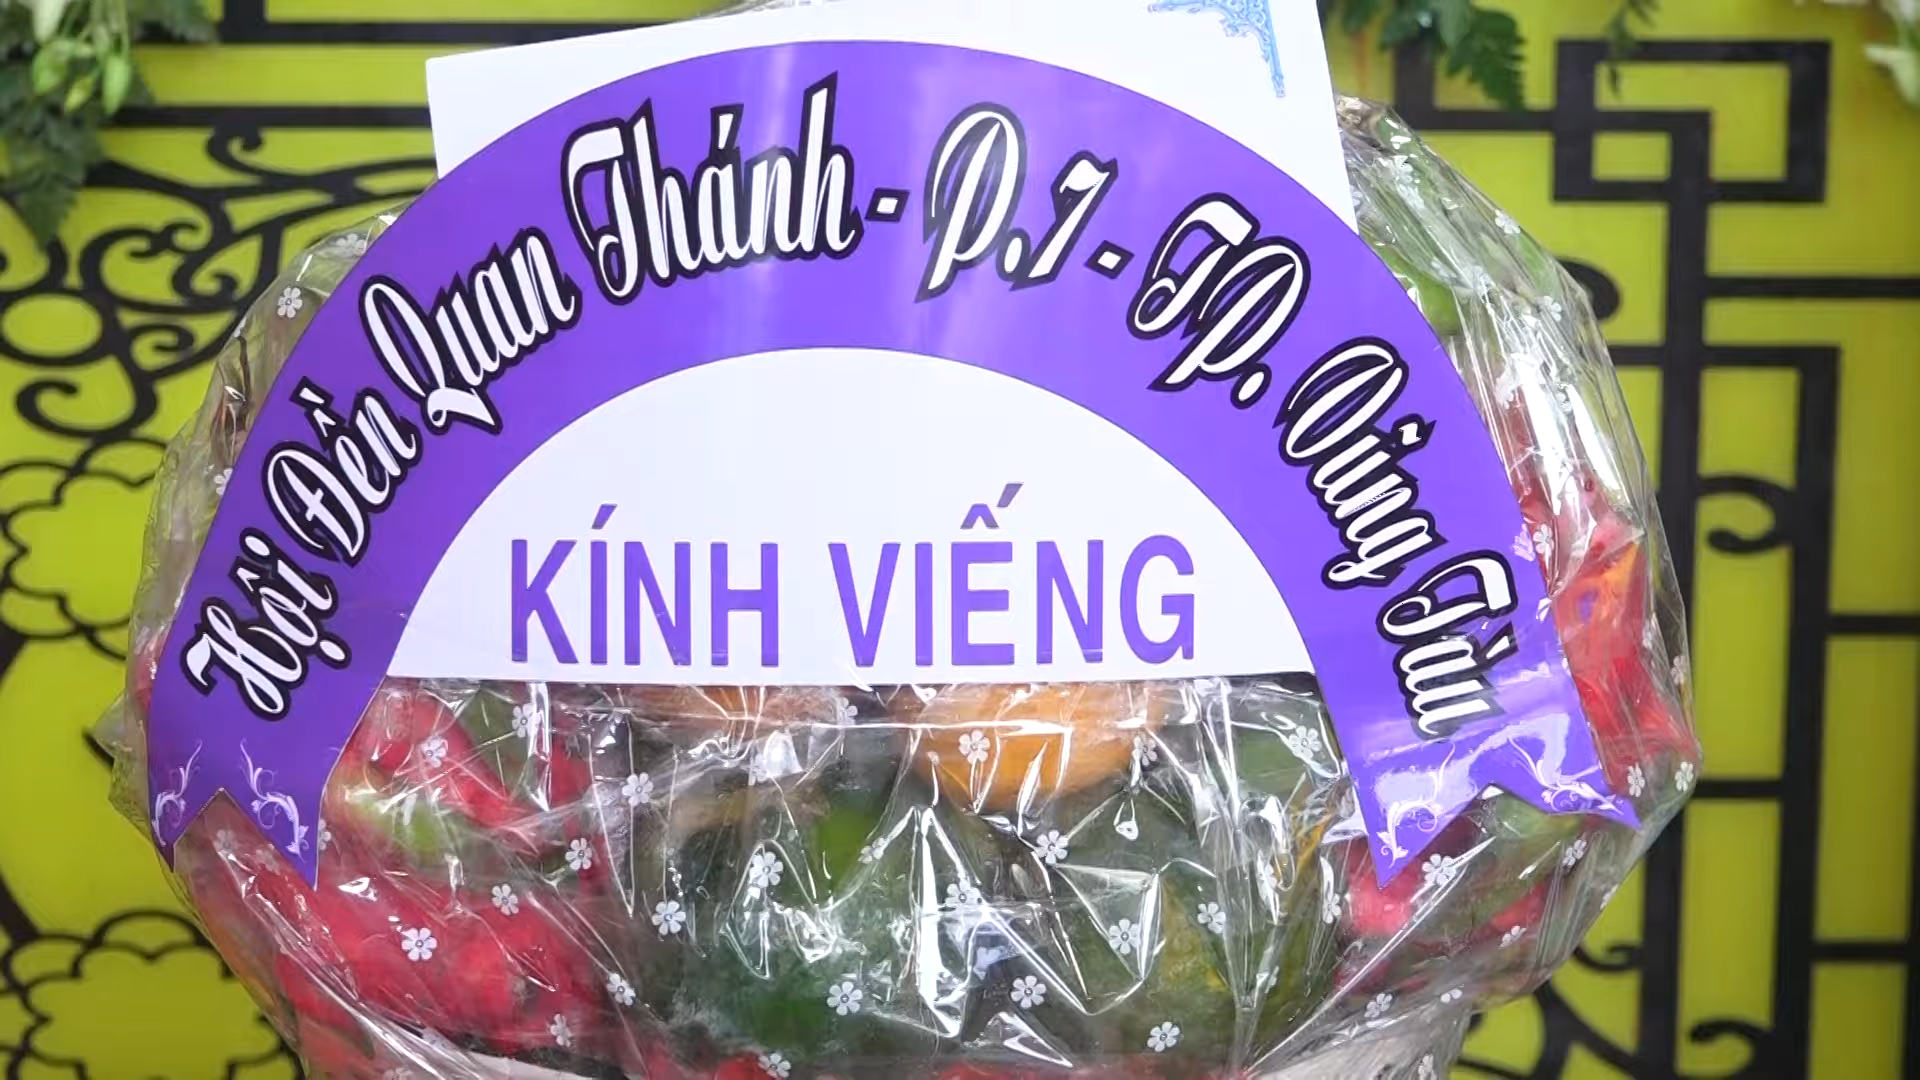 Hội Đền Quan Thánh - P.7 - TP. Vũng Tàu
KÍNH VIẾNG